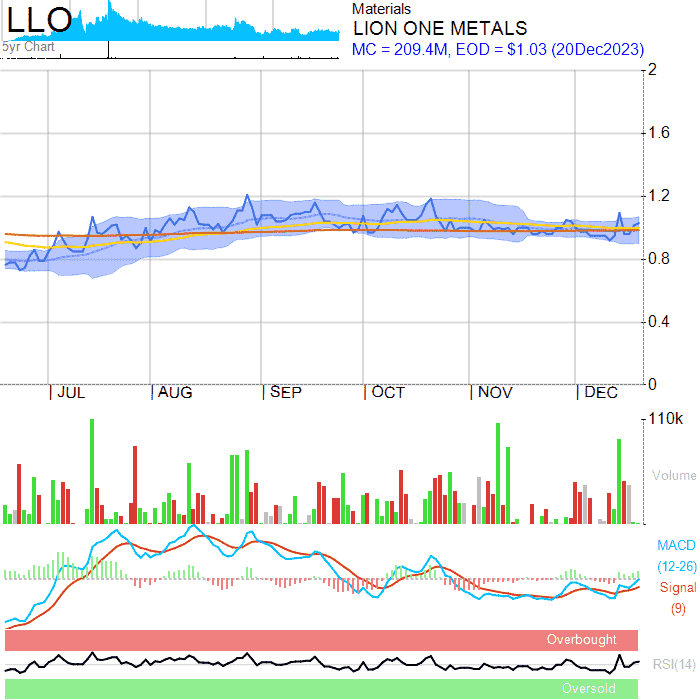 LLO
5yr Chart
Materials
LION ONE METALS
MC = 209.4M, EOD = $1.03 (20Dec2023)
2
1.6
1.2
0.8
0.4
0
JUL
AUG
SEP
OCT
NOV
DEC
110k
Volume
MACD
(12-26)
Signal
(9)
Overbought
RSI(14)
Oversold